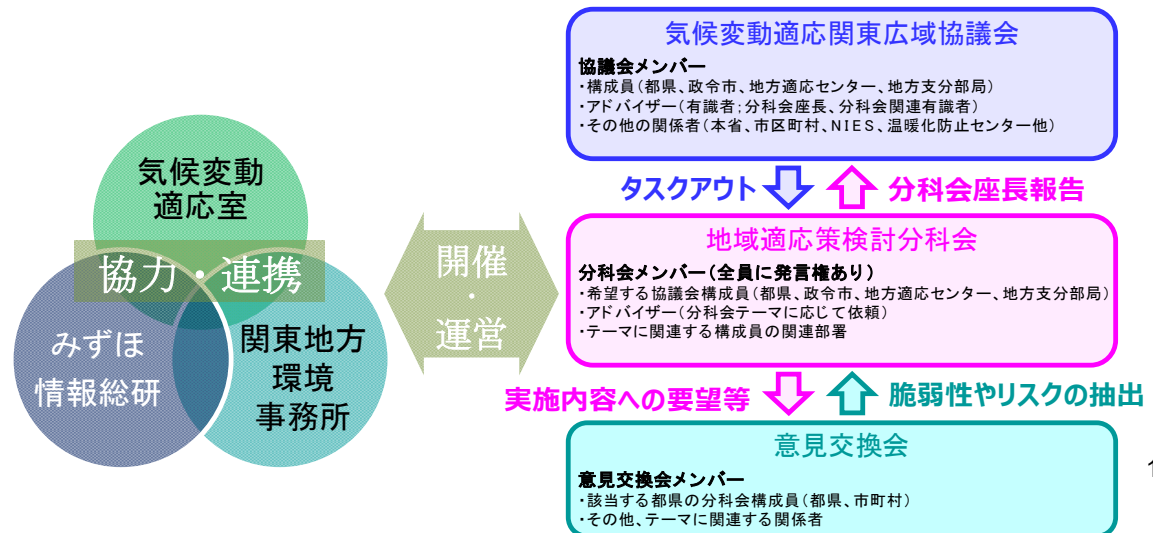 気候変動
適応室
協力・連携
みずほ
情報総研
関東地方
環境
事務所
開催
・
運営
気候変動適応関東広域協議会
協議会メンバー
・構成員(都県、政令市、地方適応センター、地方支分部局)
・アドバイザー(有識者;分科会座長、分科会関連有識者)
・その他の関係者(本省、市区町村、NIES、温暖化防止センター他)
タスクアウト
分科会座長報告
地域適応策検討分科会
分科会メンバー(全員に発言権あり)
・希望する協議会構成員(都県、政令市、地方適応センター、地方支分部局)
・アドバイザー(分科会テーマに応じて依頼)
・テーマに関連する構成員の関連部署
実施内容への要望等
脆弱性やリスクの抽出
意見交換会
意見交換会メンバー
・該当する都県の分科会構成員(都県、市町村)
・その他、テーマに関連する関係者